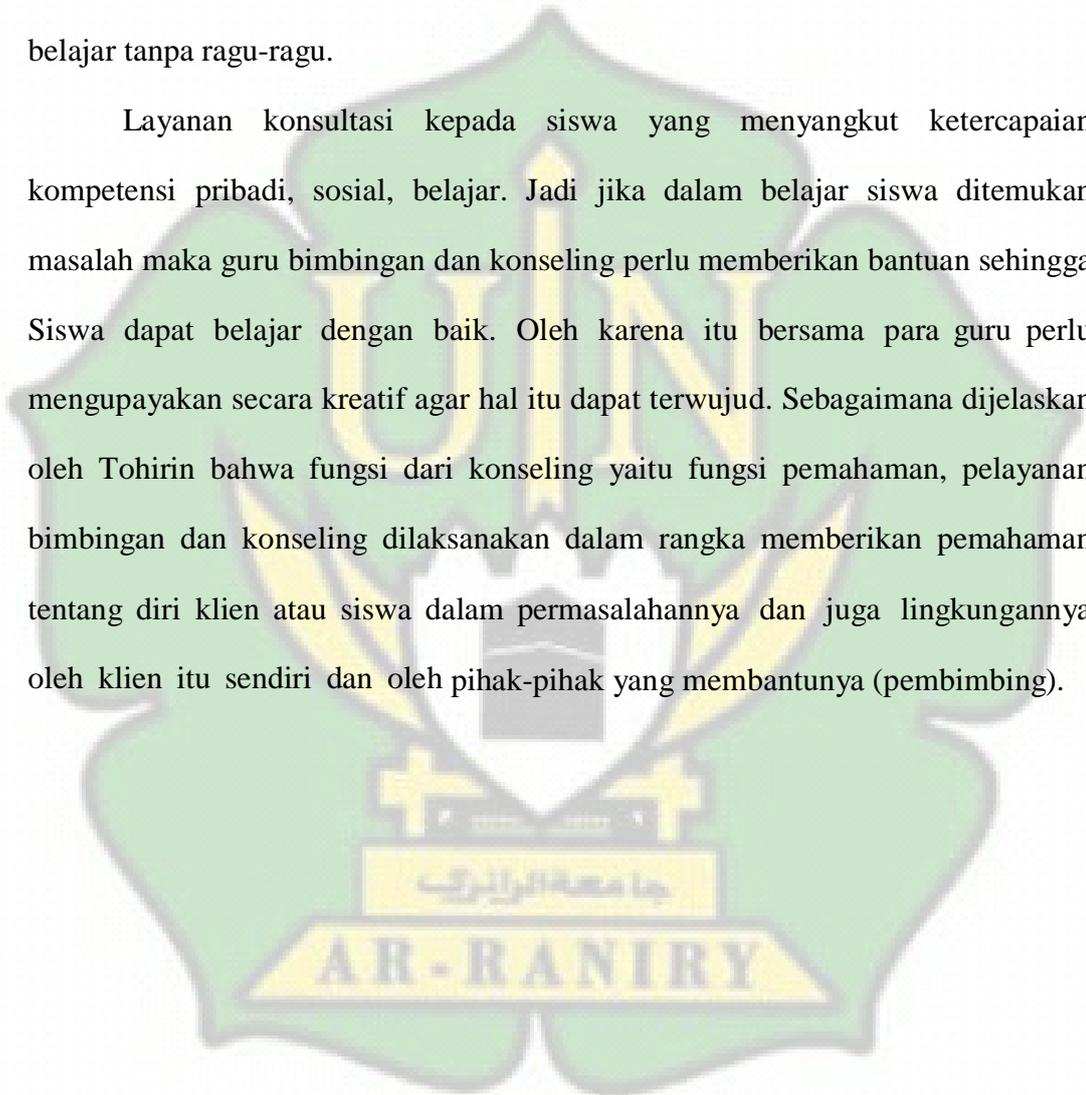 belajar tanpa ragu-ragu.
Layanan konsultasi kepada siswa yang menyangkut ketercapaian
kompetensi pribadi, sosial, belajar. Jadi jika dalam belajar siswa ditemukan
masalah maka guru bimbingan dan konseling perlu memberikan bantuan sehingga
Siswa dapat belajar dengan baik. Oleh karena itu bersama para guru perlu
mengupayakan secara kreatif agar hal itu dapat terwujud. Sebagaimana dijelaskan
oleh Tohirin bahwa fungsi dari konseling yaitu fungsi pemahaman, pelayanan
bimbingan dan konseling dilaksanakan dalam rangka memberikan pemahaman
tentang diri klien atau siswa dalam permasalahannya dan juga lingkungannya
oleh klien itu sendiri dan oleh pihak-pihak yang membantunya (pembimbing).
UIN
جامعة الرانري
AR-RANIRY